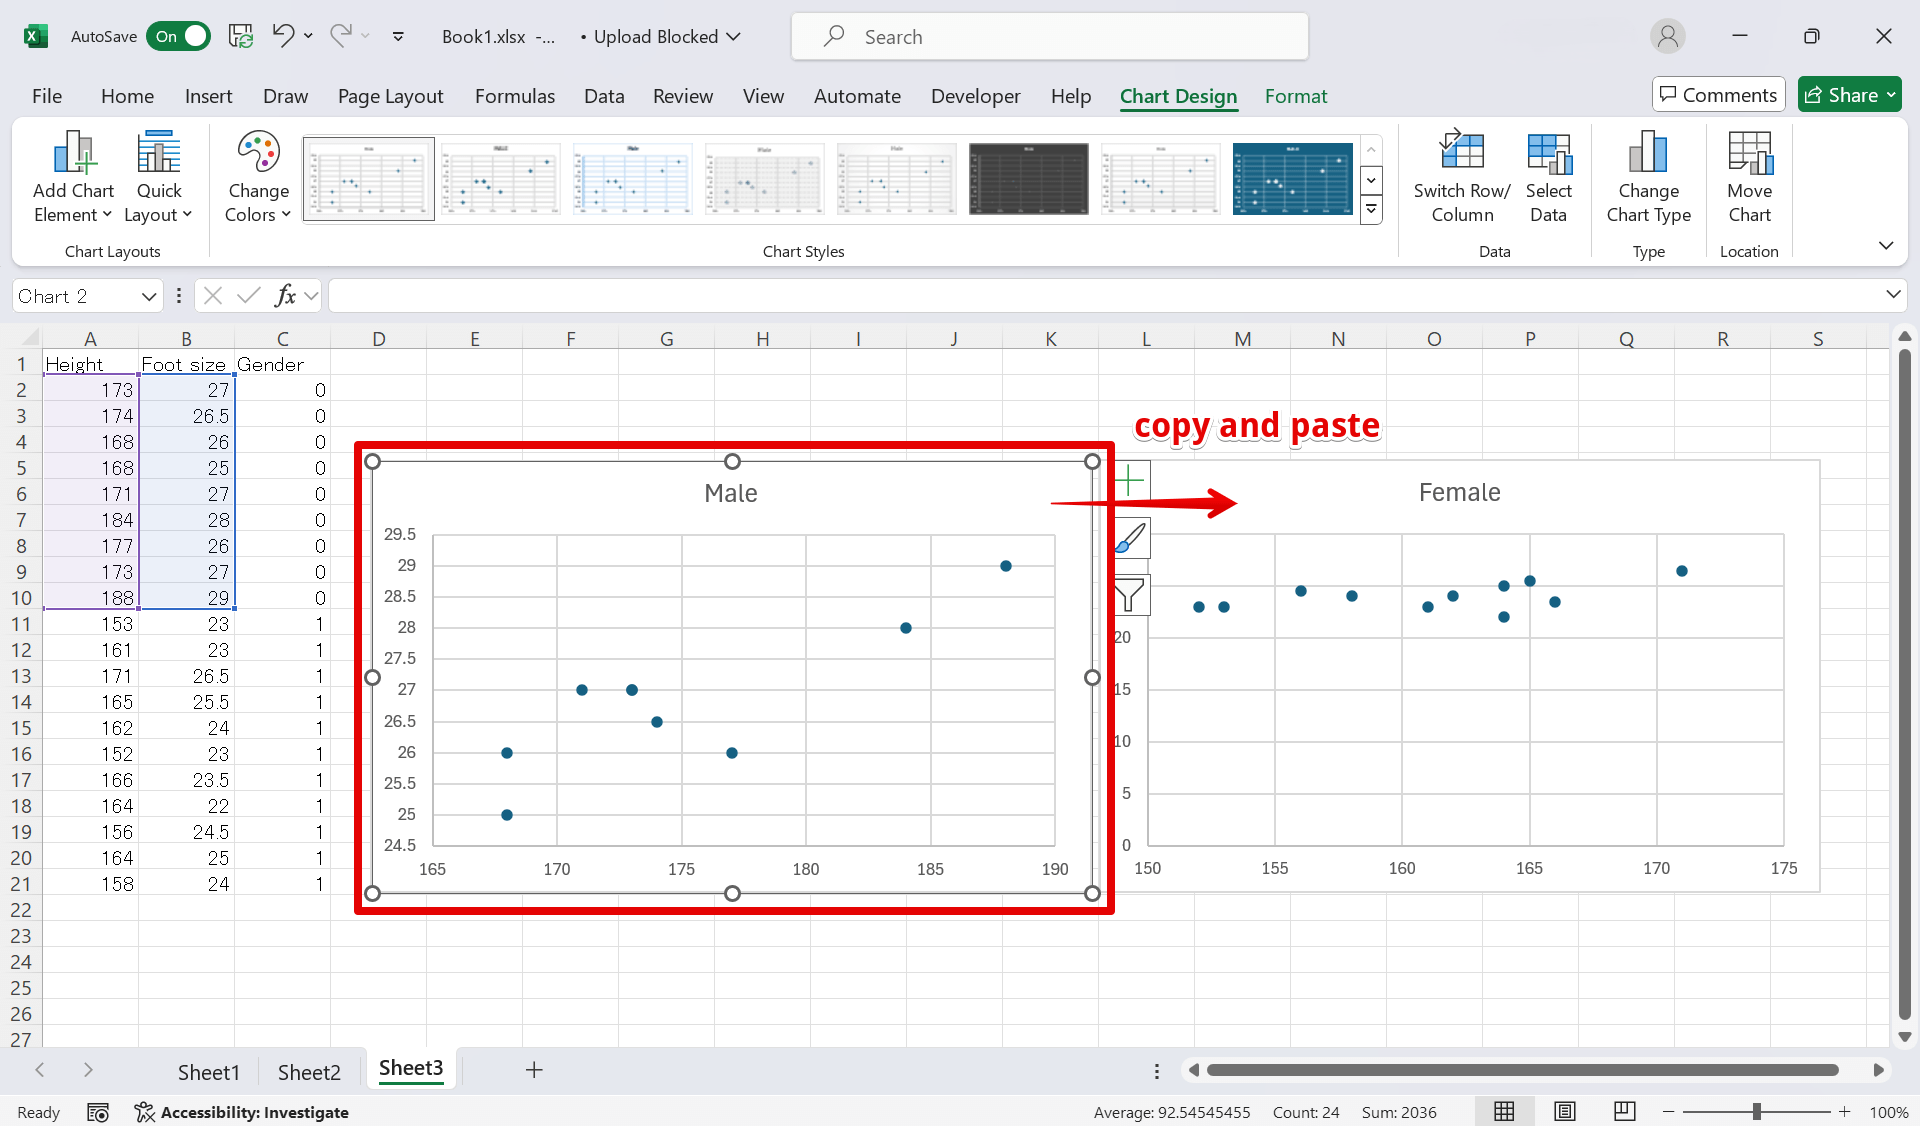 AutoSave On Book1.xlsx -... • Upload Blocked Search
File Home Insert Draw Page Layout Formulas Data Review View Automate Developer Help Chart Design Format Comments Share
Add Chart Element Quick Layout Change Colors Switch Row/ Column Select Data Change Chart Type Move Chart
Chart Layouts Chart Styles Data Type Location
Chart 2 fx
A B C D E F G H I J K L M N O P Q R S
1 Height Foot size Gender
2 173 27 0
3 174 26.5 0
4 168 26 0
5 168 25 0
6 171 27 0
7 184 28 0
8 177 26 0
9 173 27 0
10 188 29 0
11 153 23 1
12 161 23 1
13 171 26.5 1
14 165 25.5 1
15 162 24 1
16 152 23 1
17 166 23.5 1
18 164 22 1
19 156 24.5 1
20 164 25 1
21 158 24 1
22
23
24
25
26
27
copy and paste
Male
29.5
29
28.5
28
27.5
27
26.5
26
25.5
25
24.5
165 170 175 180 185 190
Female
20
15
10
5
0
150 155 160 165 170 175
Sheet1 Sheet2 Sheet3
Ready Accessibility: Investigate Average: 92.54545455 Count: 24 Sum: 2036 100%